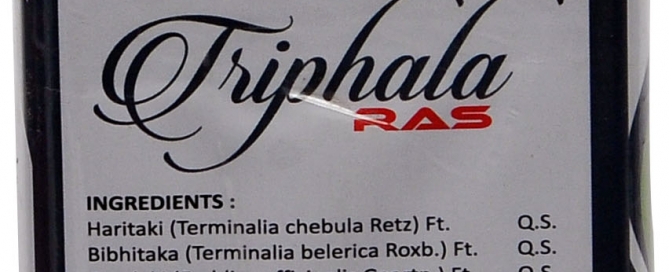 Triphala
RAS
INGREDIENTS :
Haritaki (Terminalia chebula Retz) Ft. Q.S.
Bibhitaka (Terminalia belerica Roxb.) Ft. Q.S.